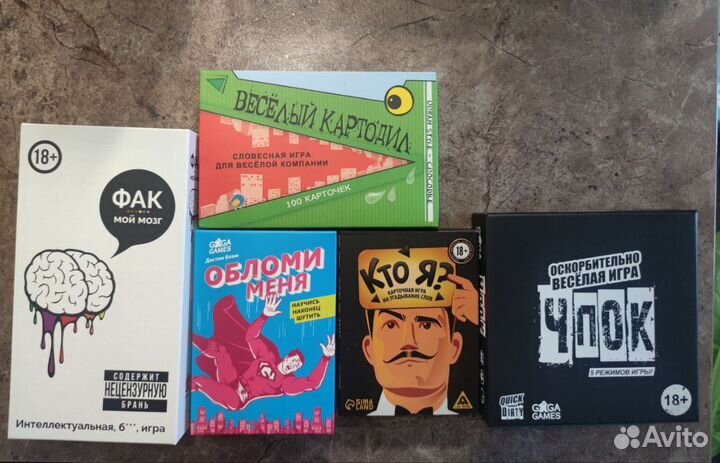 18+
ФАК
МОЙ МОЗГ
СОДЕРЖИТ
НЕЦЕНЗУРНУЮ
БРАНЬ
Интеллектуальная, б***, игра
ВЕСЁЛЫЙ КАРТОДИЛ
СЛОВЕСНАЯ ИГРА
ДЛЯ ВЕСЁЛОЙ КОМПАНИИ
100 КАРТОЧЕК
GAGA
GAMES
Дастин Блам
ОБЛОМИ
МЕНЯ
НАУЧИСЬ
НАКОНЕЦ
ШУТИТЬ
18+
КТО Я?
КАРТОЧНАЯ ИГРА
НА УГАДЫВАНИЕ СЛОВ
SIMA
LAND
ОСКОРБИТЕЛЬНО
ВЕСЁЛАЯ ИГРА
ЧПОК
5 РЕЖИМОВ ИГРЫ!
QUICK
DIRTY
GAGA
GAMES
18+
Avito